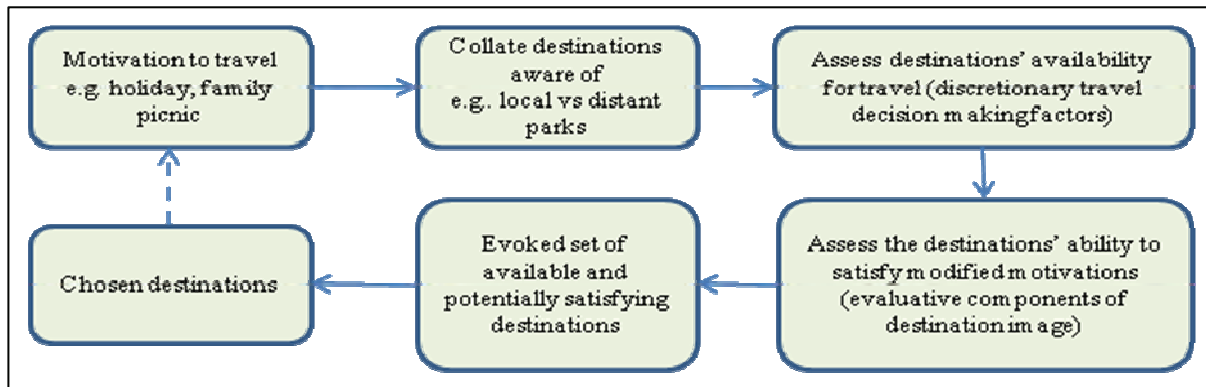 Motivation to travel
e.g. holiday, family
picnic
Collate destinations
aware of
e.g.. local vs distant
parks
Assess destinations' availability
for travel (discretionary travel
decision making factors)
Assess the destinations' ability to
satisfy modified motivations
(evaluative components of
destination image)
Evoked set of
available and
potentially satisfying
destinations
Chosen destinations